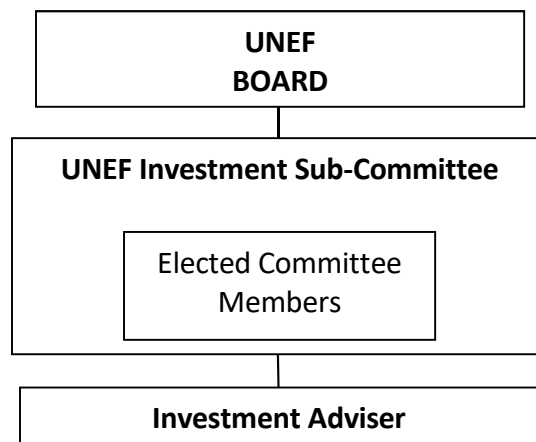 UNEF
BOARD
UNEF Investment Sub-Committee
Elected Committee
Members
Investment Adviser